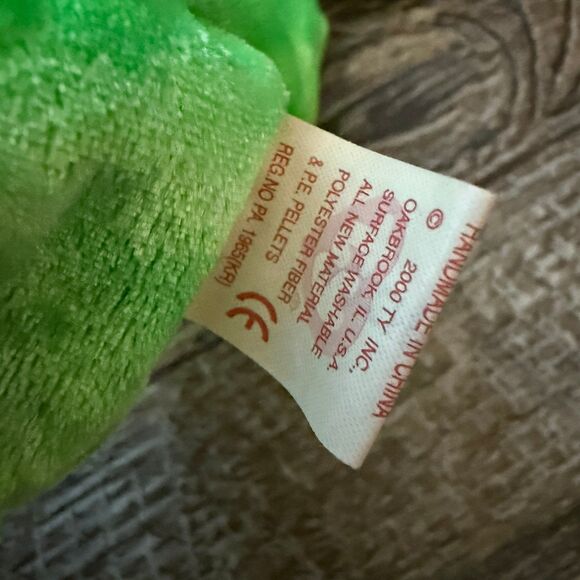 HANDMADE IN CHINA
© 2000 TY INC.,
OAKBROOK, IL. U.S.A
SURFACE WASHABLE
ALL NEW MATERIAL
POLYESTER FIBER
& P.E. PELLETS
REG.NO PA. 1965(KR)
CE